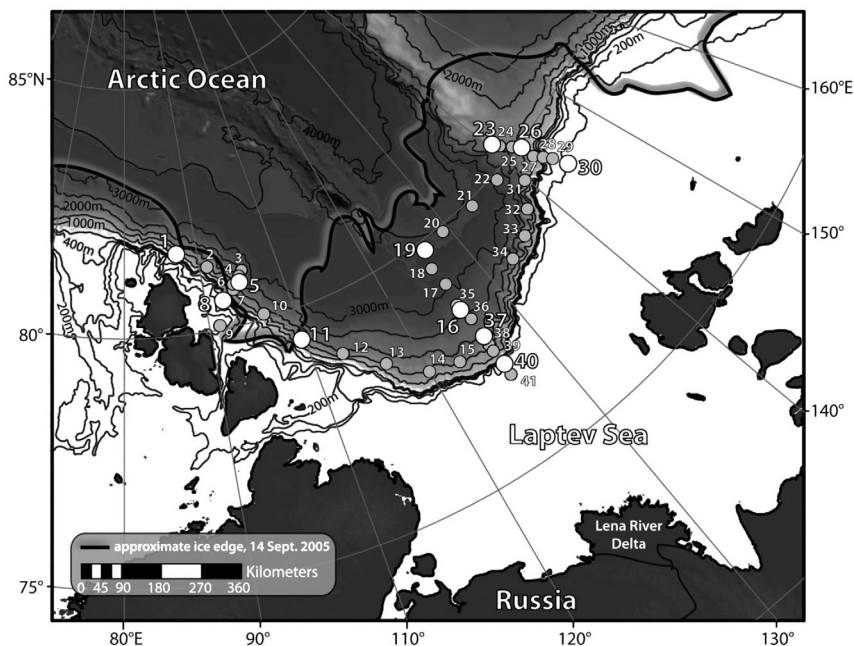 85°N
Arctic Ocean
4000m
2000m
1000m
200m
160°E
3000m
2000m
1000m
400m
200m
1
2
3
4
5
6
7
8
9
10
11
12
13
14
15
16
17
18
19
20
21
22
23
24
25
26
27
28
29
30
31
32
33
34
35
36
37
38
39
40
41
3000m
200m
150°
80°N
140°
Laptev Sea
Lena River
Delta
approximate ice edge, 14 Sept. 2005
Kilometers
0 45 90 180 270 360
Russia
75°
80°E
90°
110°
120°
130°